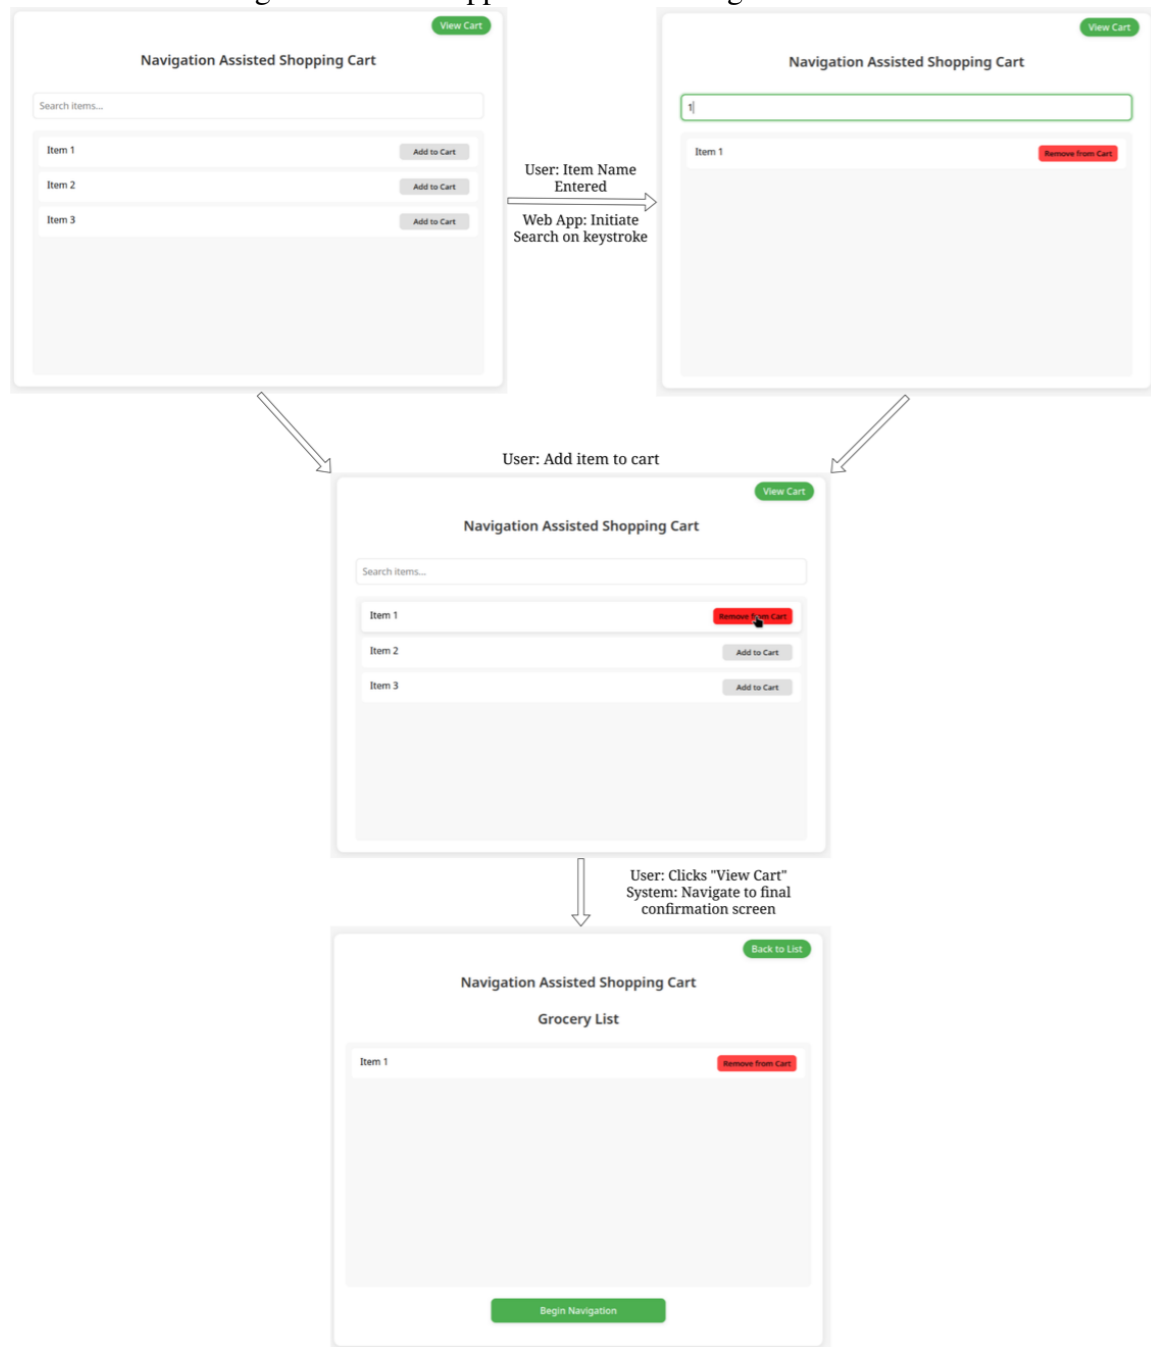 View Cart
Navigation Assisted Shopping Cart
Search items...
Item 1 Add to Cart
Item 2 Add to Cart
Item 3 Add to Cart
User: Item Name
Entered
Web App: Initiate
Search on keystroke
View Cart
Navigation Assisted Shopping Cart
1
Item 1 Remove from Cart
User: Add item to cart
View Cart
Navigation Assisted Shopping Cart
Search items...
Item 1 Remove from Cart
Item 2 Add to Cart
Item 3 Add to Cart
User: Clicks "View Cart"
System: Navigate to final
confirmation screen
Back to List
Navigation Assisted Shopping Cart
Grocery List
Item 1 Remove from Cart
Begin Navigation